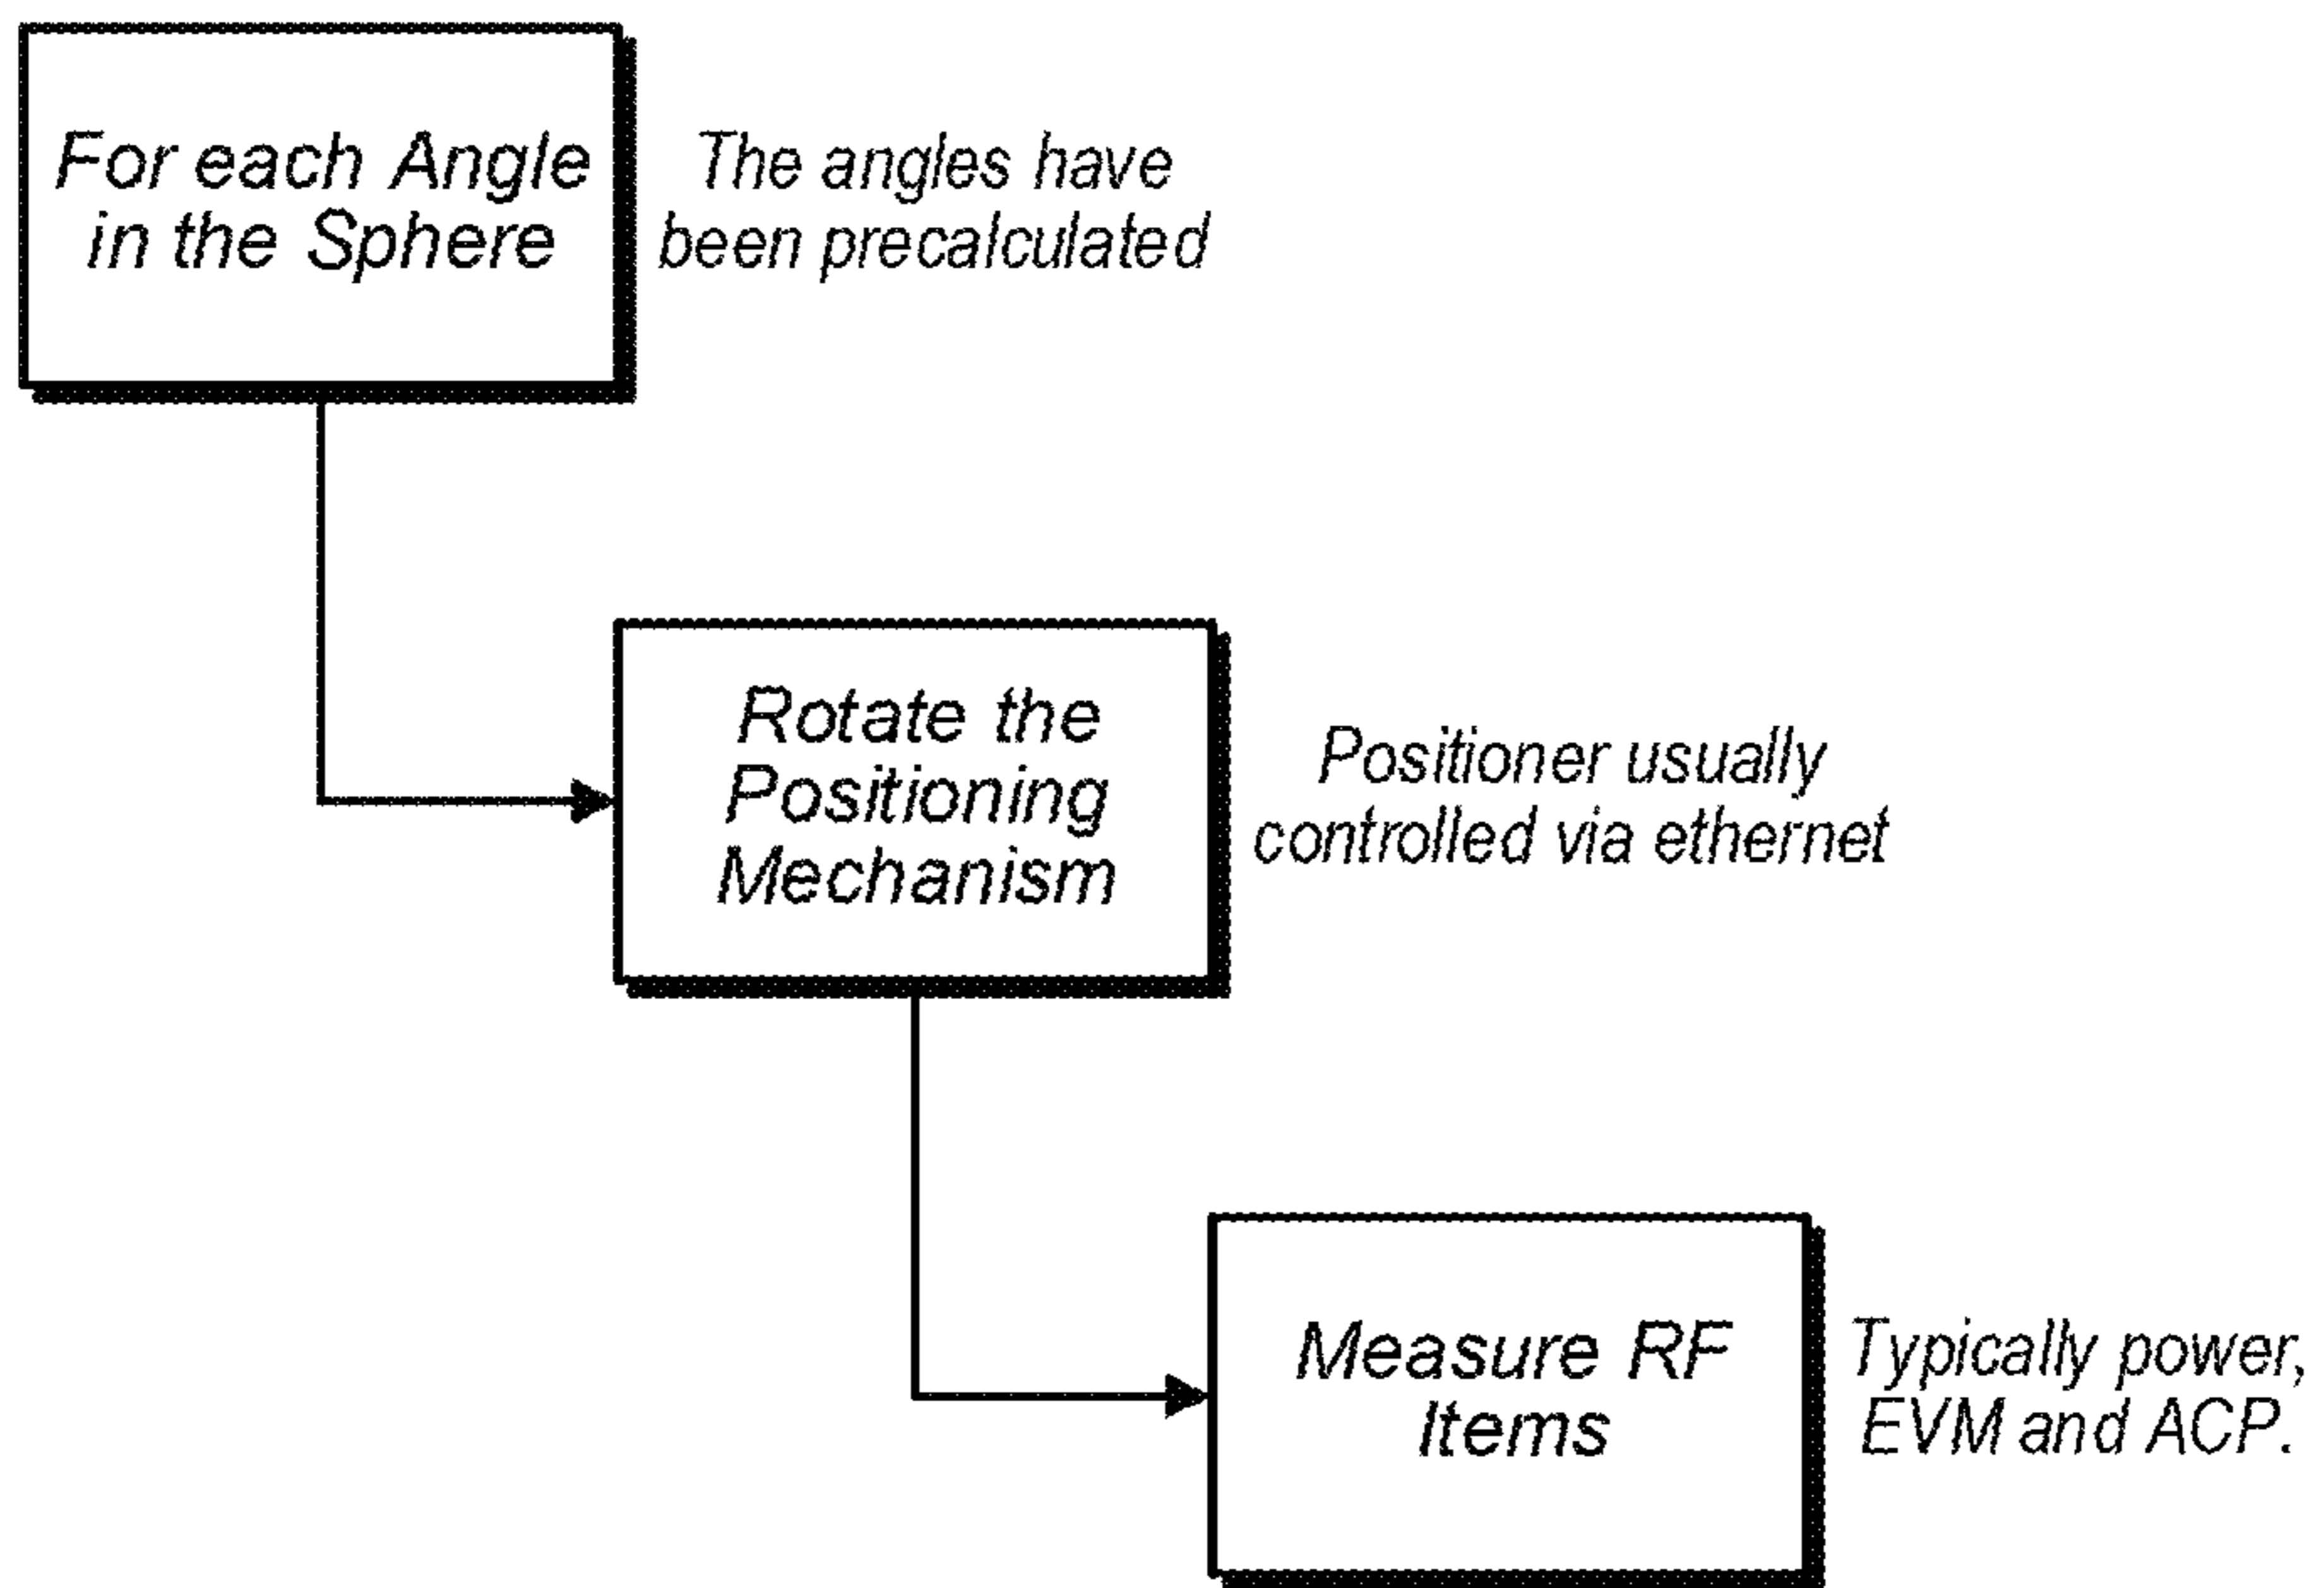 For each Angle
in the Sphere
The angles have
been precalculated
Rotate the
Positioning
Mechanism
Positioner usually
controlled via ethernet
Measure RF
Items
Typically power,
EVM and ACP.